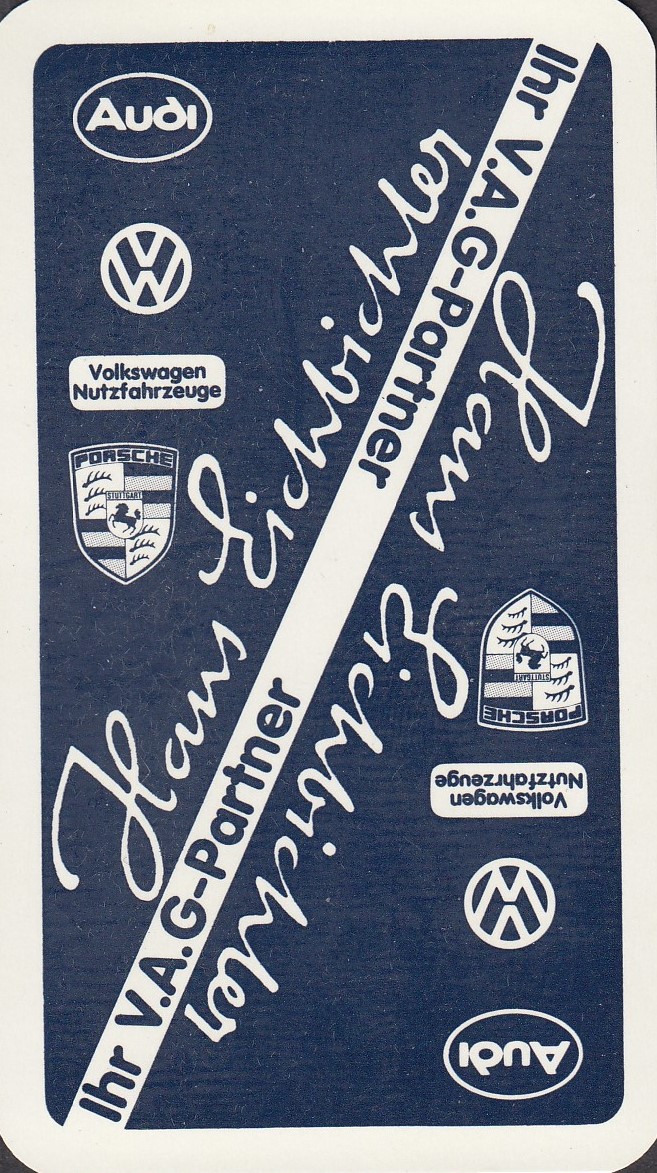 Audi
Volkswagen
Nutzfahrzeuge
PORSCHE
STUTTGART
Hans Eichbichler
Ihr V.A.G-Partner
Ihr V.A.G-Partner
Hans Eichbichler
PORSCHE
STUTTGART
Volkswagen
Nutzfahrzeuge
Audi